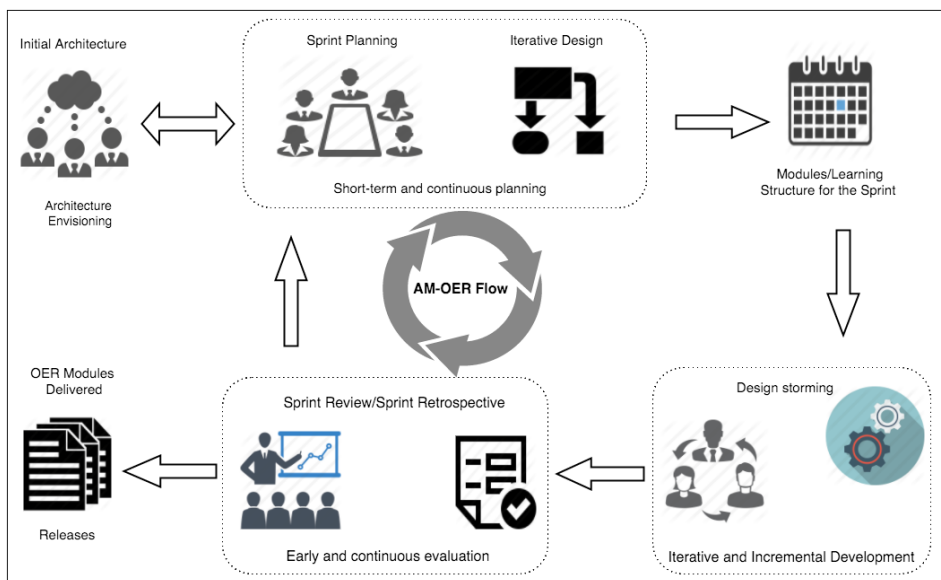 Initial Architecture
Architecture
Envisioning
Sprint Planning
Iterative Design
Short-term and continuous planning
Modules/Learning
Structure for the Sprint
AM-OER Flow
OER Modules
Delivered
Releases
Sprint Review/Sprint Retrospective
Early and continuous evaluation
Design storming
Iterative and Incremental Development